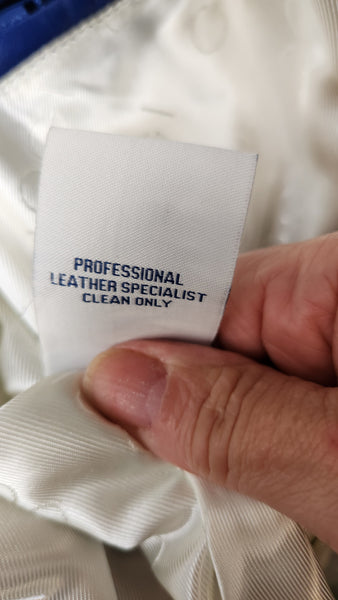 PROFESSIONAL
LEATHER SPECIALIST
CLEAN ONLY